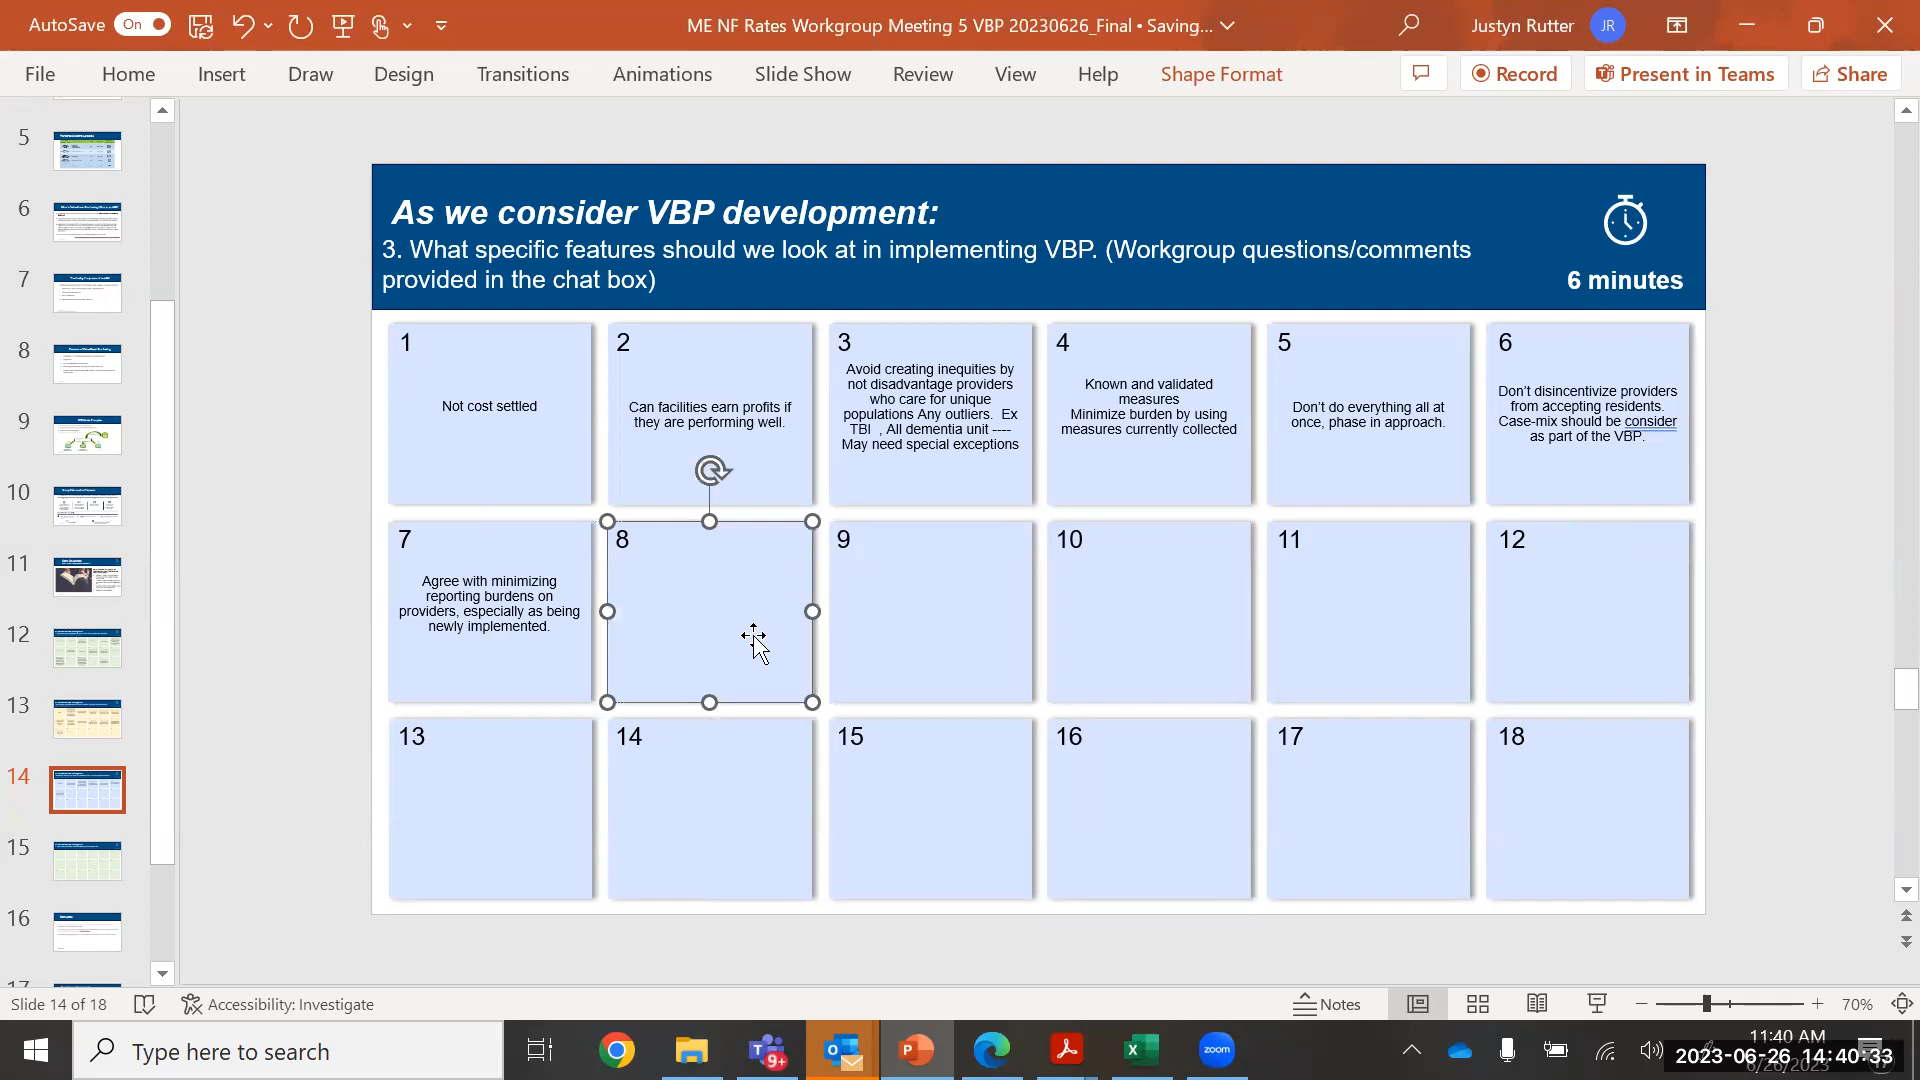 AutoSave On ME NF Rates Workgroup Meeting 5 VBP 20230626_Final • Saving... Justyn Rutter JR
File Home Insert Draw Design Transitions Animations Slide Show Review View Help Shape Format Record Present in Teams Share
As we consider VBP development:
3. What specific features should we look at in implementing VBP. (Workgroup questions/comments
provided in the chat box)
6 minutes
1
Not cost settled
2
Can facilities earn profits if
they are performing well.
3
Avoid creating inequities by
not disadvantage providers
who care for unique
populations Any outliers. Ex
TBI , All dementia unit ----
May need special exceptions
4
Known and validated
measures
Minimize burden by using
measures currently collected
5
Don't do everything all at
once, phase in approach.
6
Don't disincentivize providers
from accepting residents.
Case-mix should be consider
as part of the VBP.
7
Agree with minimizing
reporting burdens on
providers, especially as being
newly implemented.
8
9
10
11
12
13
14
15
16
17
18
5
6
7
8
9
10
11
12
13
14
15
16
Slide 14 of 18 Accessibility: Investigate Notes 70%
Type here to search 9+ zoom 11:40 AM
2023-06-26 14:40:33